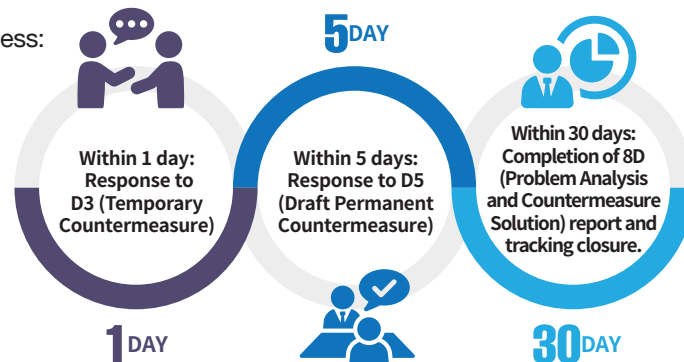 ess:
5DAY
Within 1 day:
Response to
D3 (Temporary
Countermeasure)
Within 5 days:
Response to D5
(Draft Permanent
Countermeasure)
Within 30 days:
Completion of 8D
(Problem Analysis
and Countermeasure
Solution) report and
tracking closure.
1DAY
30DAY